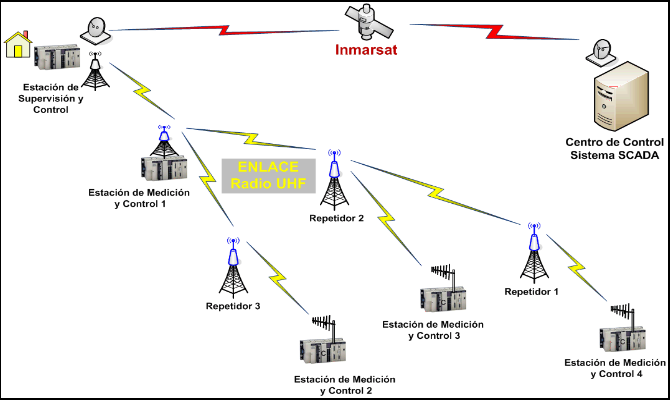 Inmarsat
Estación de
Supervisión y
Control
Centro de Control
Sistema SCADA
ENLACE
Radio UHF
Estación de Medición
y Control 1
Repetidor 2
Repetidor 3
Repetidor 1
Estación de Medición
y Control 3
Estación de Medición
y Control 2
Estación de Medición
y Control 4